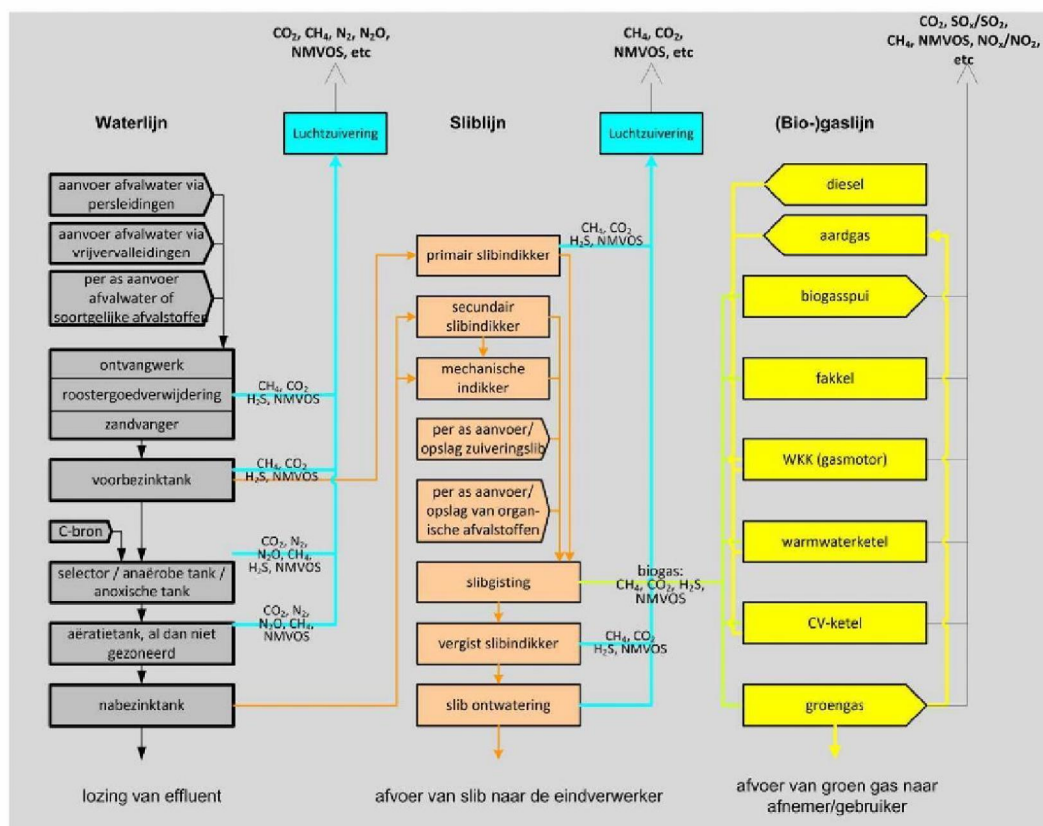 CO₂, CH₄, N₂, N₂O,
NMVOS, etc
CH₄, CO₂,
NMVOS, etc
CO₂, SOₓ/SO₂,
CH₄, NMVOS, NOₓ/NO₂,
etc
Waterlijn
Luchtzuivering
aanvoer afvalwater via
persleidingen
aanvoer afvalwater via
vrijvervalleidingen
per as aanvoer
afvalwater of
soortgelijke afvalstoffen
ontvangwerk
roostergoedverwijdering
zandvanger
CH₄, CO₂
H₂S, NMVOS
voorbezinktank
CH₄, CO₂
H₂S, NMVOS
C-bron
CO₂, N₂,
N₂O, CH₄,
H₂S, NMVOS
selector / anaërobe tank /
anoxische tank
CO₂, N₂,
N₂O, CH₄,
NMVOS
aëratietank, al dan niet
gezoneerd
nabezinktank
lozing van effluent
Sliblijn
Luchtzuivering
CH₄, CO₂
H₂S, NMVOS
primair slibindikker
secundair
slibindikker
mechanische
indikker
per as aanvoer/
opslag zuiveringslib
per as aanvoer/
opslag van organ-
ische afvalstoffen
slibgisting
biogas:
CH₄, CO₂, H₂S,
NMVOS
vergist slibindikker
CH₄, CO₂
H₂S, NMVOS
slib ontwatering
afvoer van slib naar de eindverwerker
(Bio-)gaslijn
diesel
aardgas
biogasspui
fakkel
WKK (gasmotor)
warmwaterketel
CV-ketel
groengas
afvoer van groen gas naar
afnemer/gebruiker